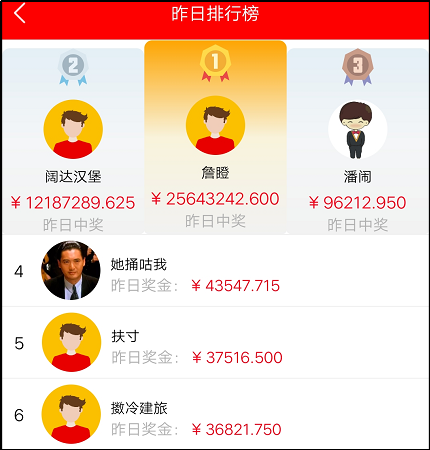 昨日排行榜
2
阔达汉堡
￥12187289.625
昨日中奖
1
詹瞪
￥25643242.600
昨日中奖
3
潘闹
￥96212.950
昨日中奖
4
她捅咕我
昨日奖金：￥43547.715
5
扶寸
昨日奖金：￥37516.500
6
撽冷建旅
昨日奖金：￥36821.750